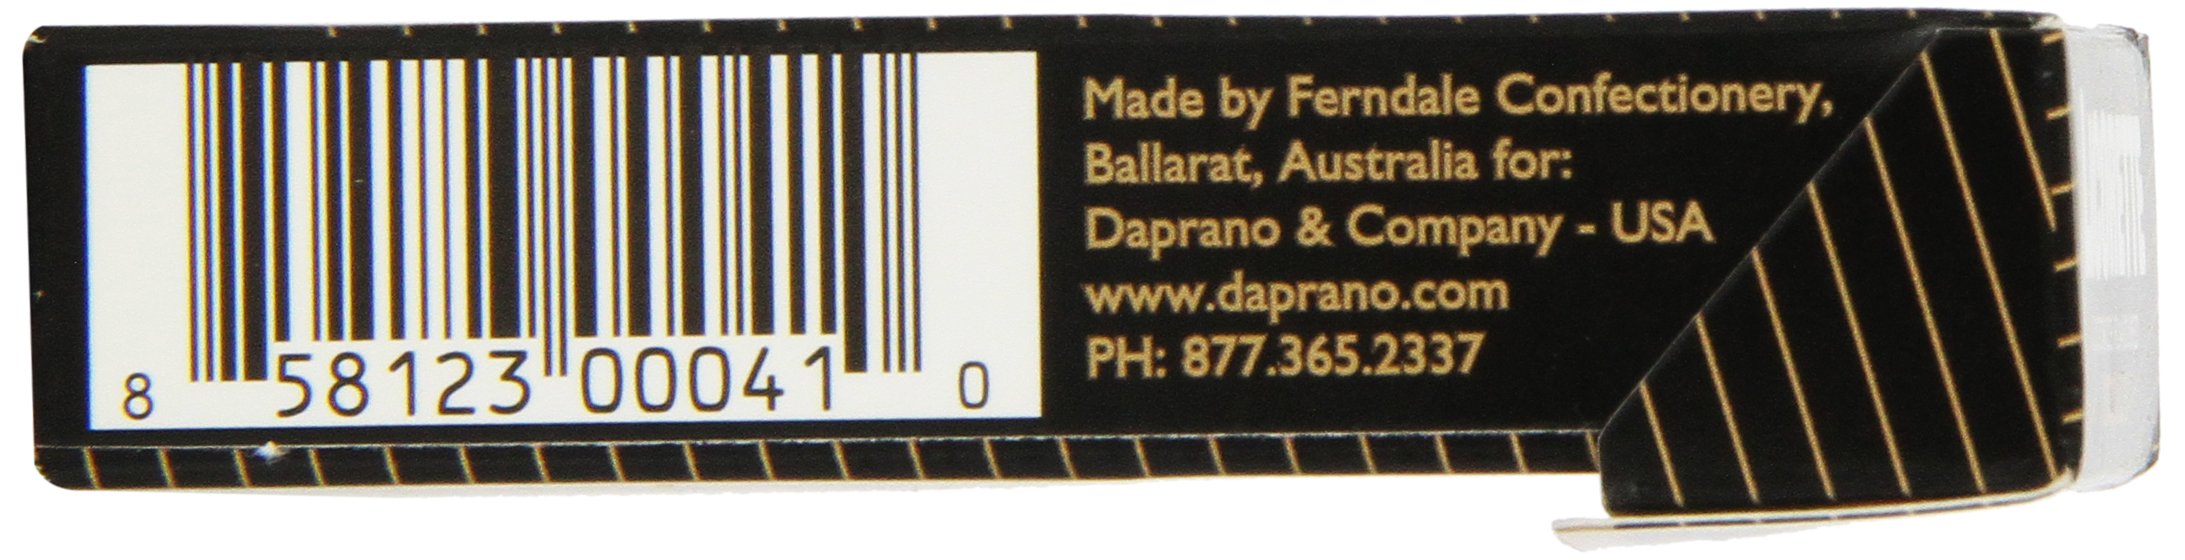 8 58123 00041 0
Made by Ferndale Confectionery,
Ballarat, Australia for:
Daprano & Company - USA
www.daprano.com
PH: 877.365.2337